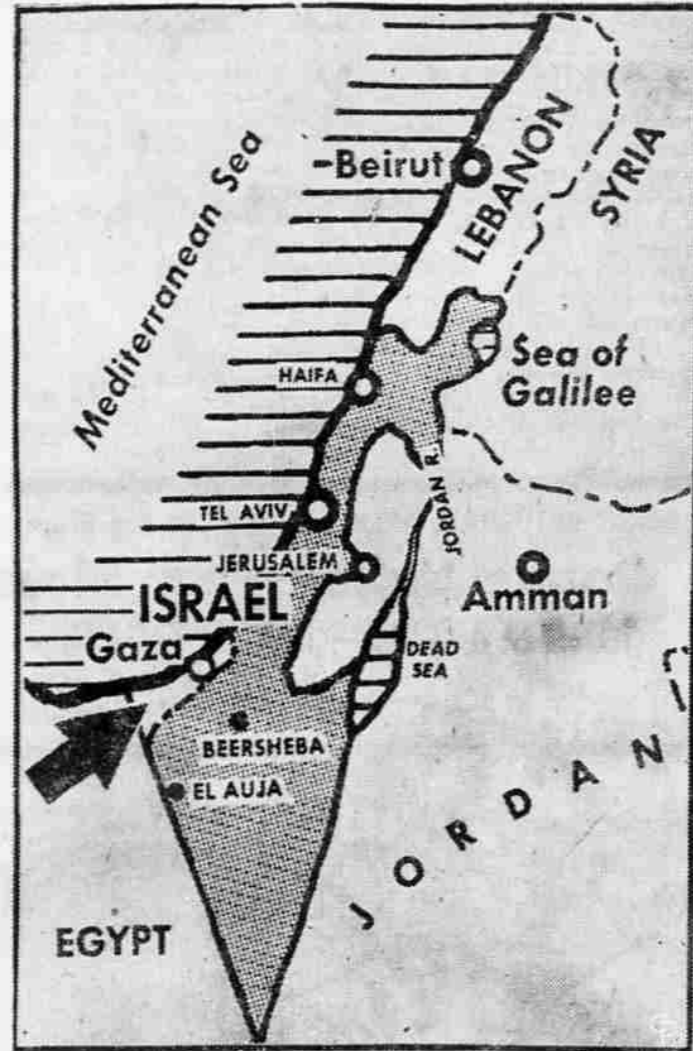 Mediterranean Sea
Beirut
LEBANON
SYRIA
HAIFA
Sea of
Galilee
TEL AVIV
JORDAN R.
JERUSALEM
ISRAEL
Amman
Gaza
DEAD
SEA
BEERSHEBA
EL AUJA
JORDAN
EGYPT